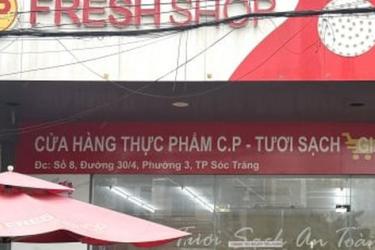 P FRESH SHOP
CỬA HÀNG THỰC PHẨM C.P - TƯƠI SẠCH GI
Đc: Số 8, Đường 30/4, Phường 3, TP Sóc Trăng
Tươi Sạch An Toàn